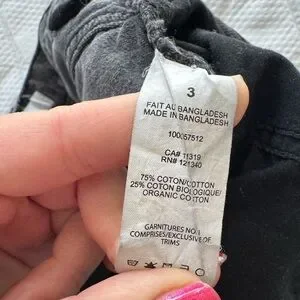 3
FAIT AU BANGLADESH
MADE IN BANGLADESH
100057512
CA# 11319
RN# 121340
75% COTON/COTTON
25% COTON BIOLOGIQUE/
ORGANIC COTTON
GARNITURES NO
COMPRISES/EXCLUSIVE OF
TRIMS